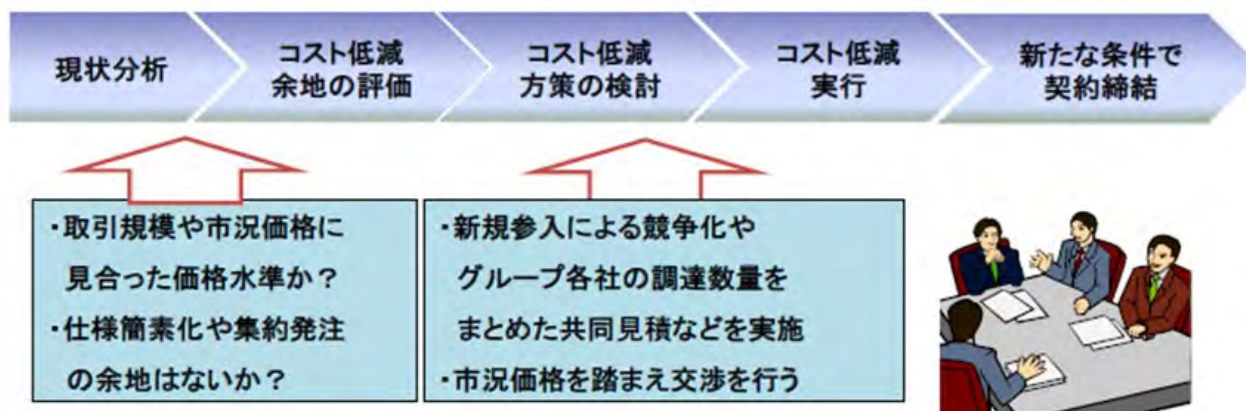 現状分析
コスト低減
余地の評価
コスト低減
方策の検討
コスト低減
実行
新たな条件で
契約締結
・取引規模や市況価格に
見合った価格水準か？
・仕様簡素化や集約発注
の余地はないか？
・新規参入による競争化や
グループ各社の調達数量を
まとめた共同見積などを実施
・市況価格を踏まえ交渉を行う